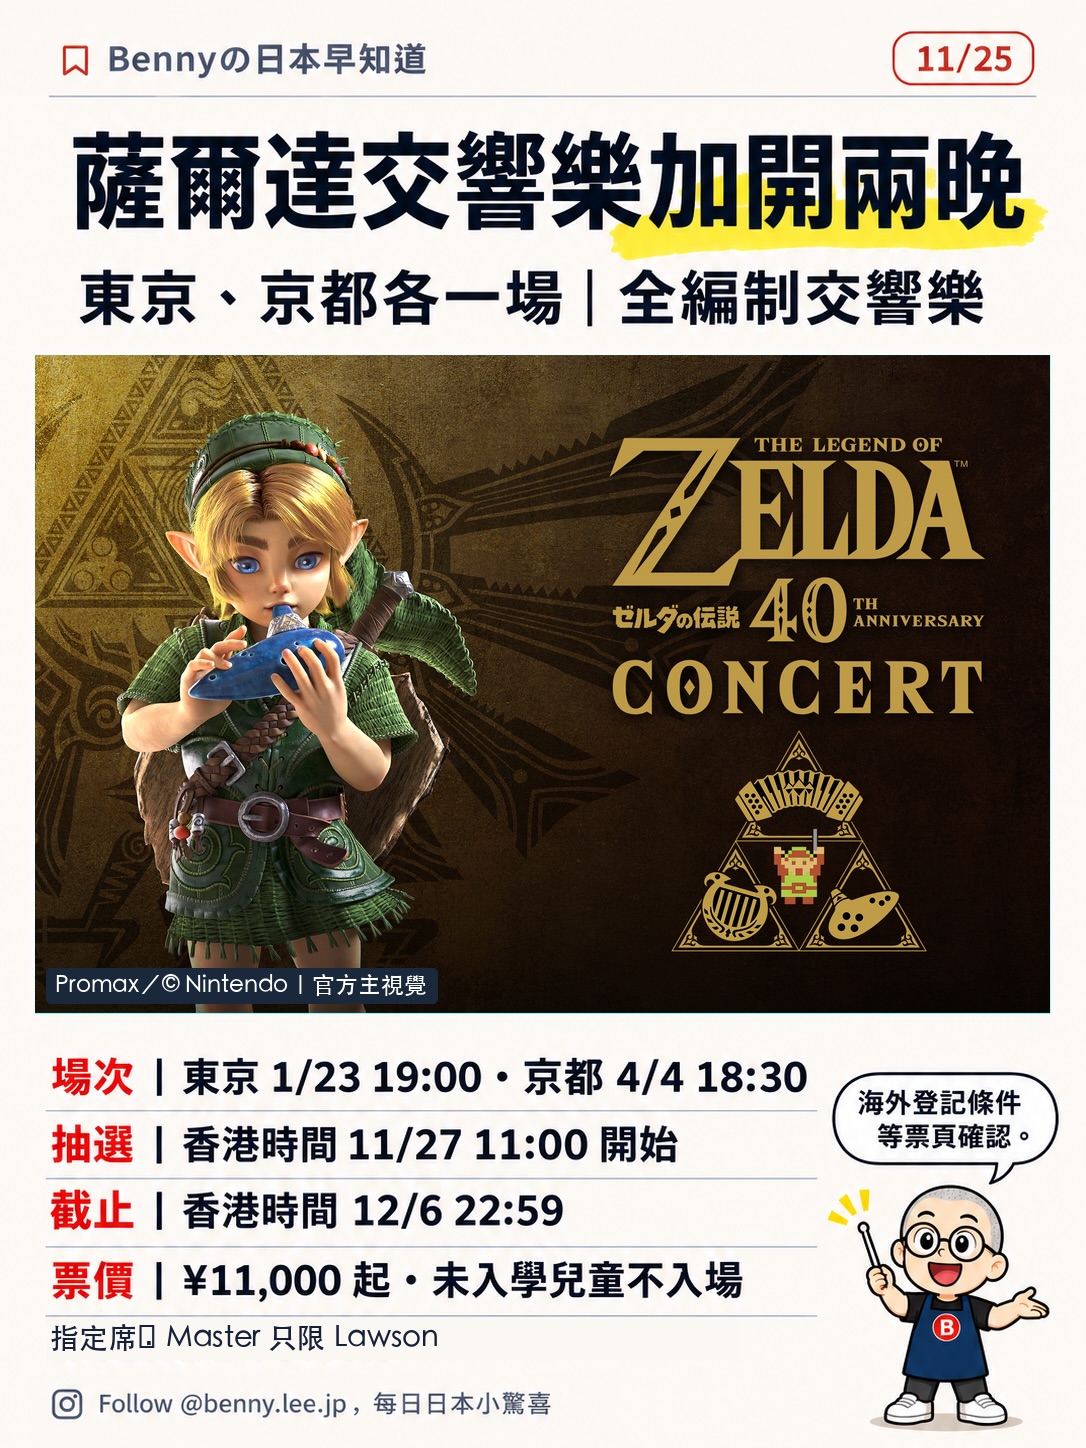 Bennyの日本早知道
11/25
薩爾達交響樂加開兩晚
東京、京都各一場｜全編制交響樂
THE LEGEND OF
ZELDA™
ゼルダの伝説 40TH ANNIVERSARY
CONCERT
Promax／© Nintendo｜官方主視覺
場次｜東京 1/23 19:00・京都 4/4 18:30
抽選｜香港時間 11/27 11:00 開始
截止｜香港時間 12/6 22:59
票價｜¥11,000 起・未入學兒童不入場
指定席▯ Master 只限 Lawson
海外登記條件
等票頁確認。
B
Follow @benny.lee.jp，每日日本小驚喜